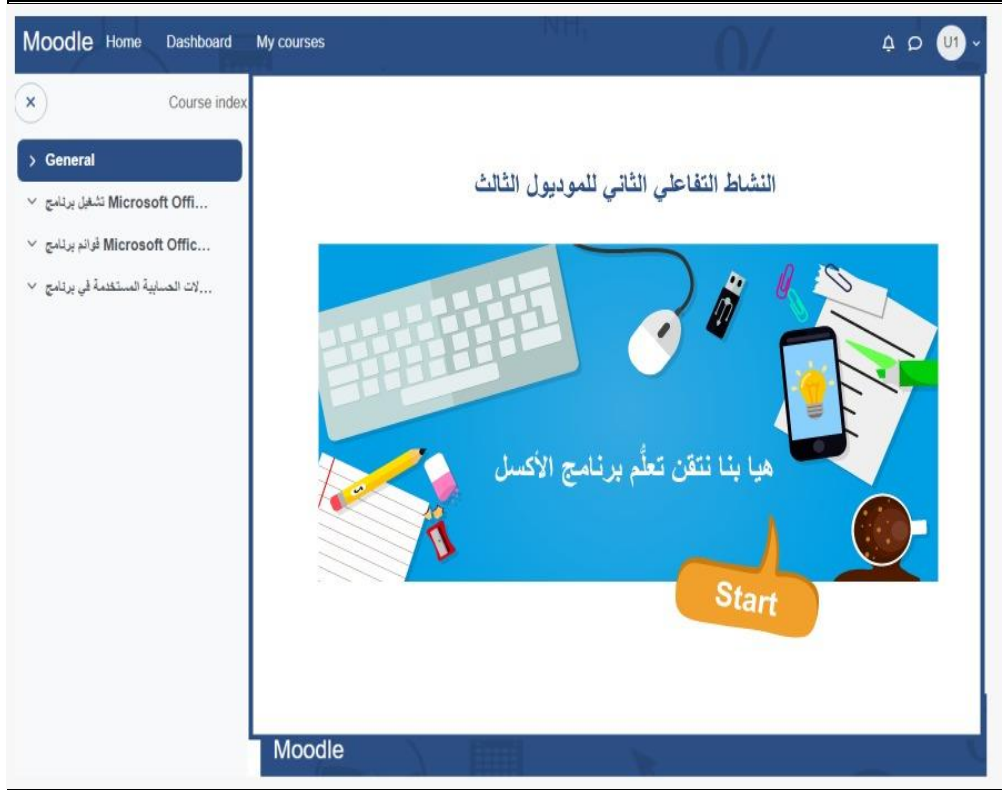 Moodle Home Dashboard My courses U1
Course index
General
تشغيل برنامج Microsoft Offi...
قوائم برنامج Microsoft Offic...
...لات الحسابية المستخدمة في برنامج
النشاط التفاعلي الثاني للموديول الثالث
هيا بنا نتقن تعلُّم برنامج الأكسل
Start
Moodle